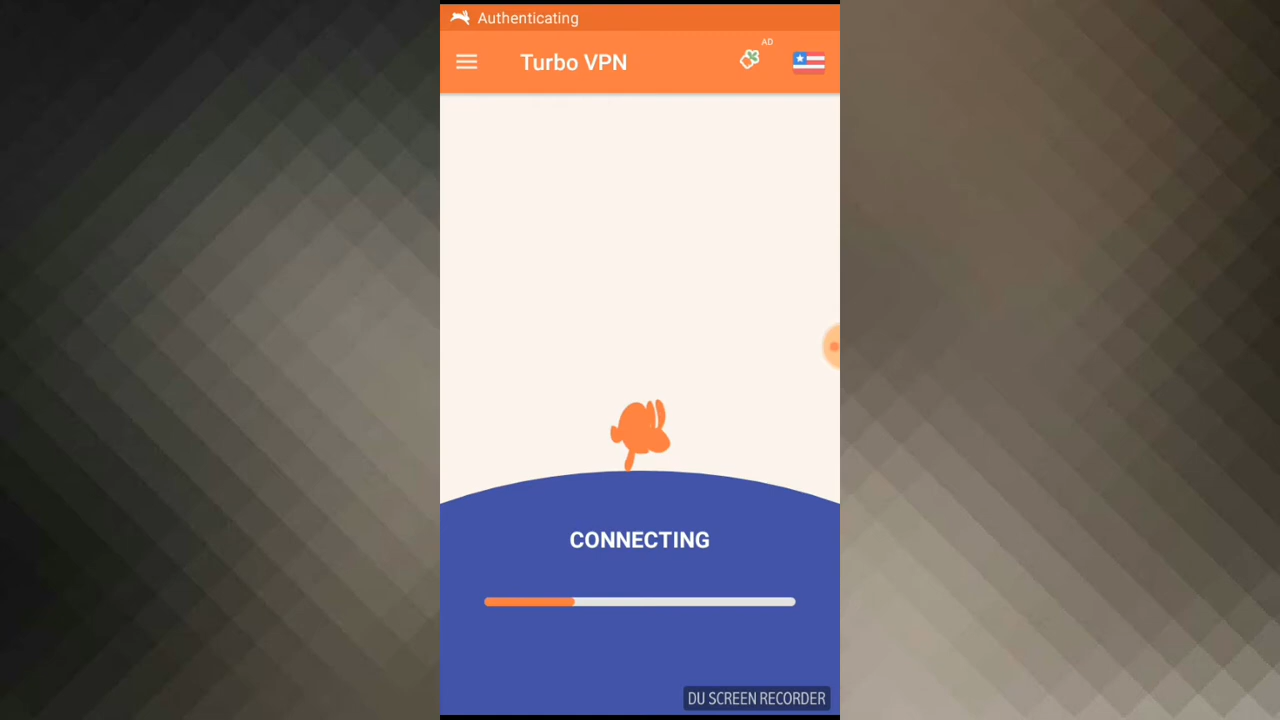 Authenticating
AD
Turbo VPN
CONNECTING
DU SCREEN RECORDER